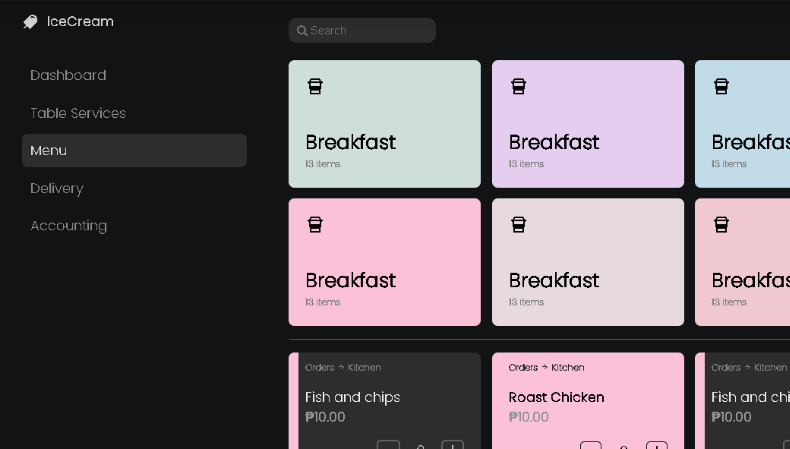 IceCream
Search
Dashboard
Table Services
Menu
Delivery
Accounting
Breakfast
13 items
Breakfast
13 items
Breakfas
13 items
Breakfast
13 items
Breakfast
13 items
Breakfas
13 items
Orders → Kitchen
Fish and chips
₱10.00
Orders → Kitchen
Roast Chicken
₱10.00
Orders → Kitchen
Fish and chi
₱10.00